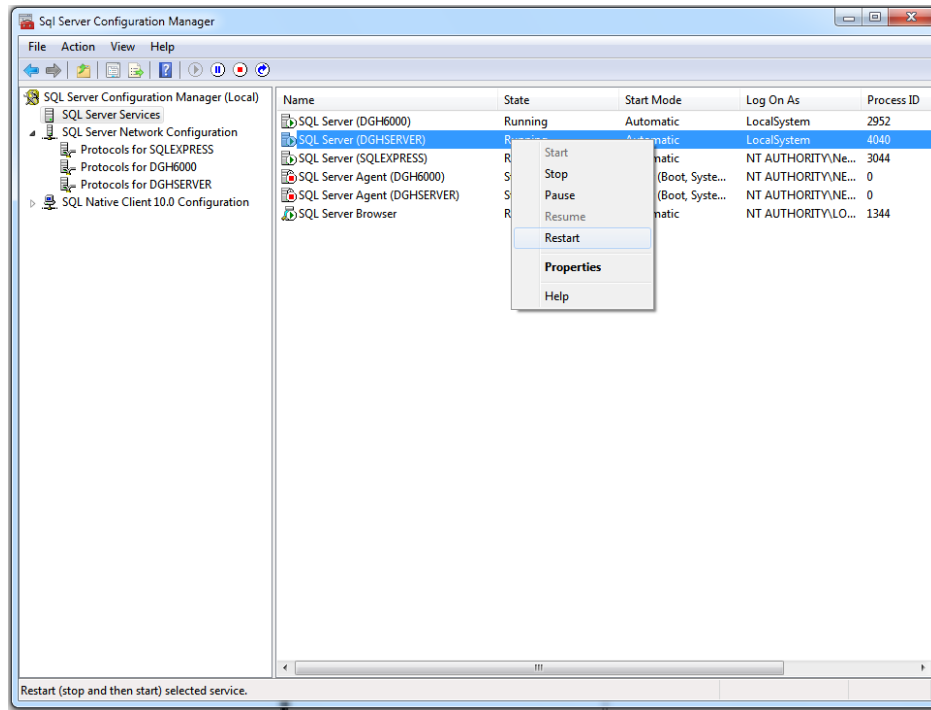 Sql Server Configuration Manager
File Action View Help
SQL Server Configuration Manager (Local)
SQL Server Services
SQL Server Network Configuration
Protocols for SQLEXPRESS
Protocols for DGH6000
Protocols for DGHSERVER
SQL Native Client 10.0 Configuration
Name State Start Mode Log On As Process ID
SQL Server (DGH6000) Running Automatic LocalSystem 2952
SQL Server (DGHSERVER) LocalSystem 4040
SQL Server (SQLEXPRESS) R matic NT AUTHORITY\Ne... 3044
SQL Server Agent (DGH6000) S (Boot, Syste... NT AUTHORITY\NE... 0
SQL Server Agent (DGHSERVER) S (Boot, Syste... NT AUTHORITY\NE... 0
SQL Server Browser R matic NT AUTHORITY\LO... 1344
Start
Stop
Pause
Resume
Restart
Properties
Help
Restart (stop and then start) selected service.